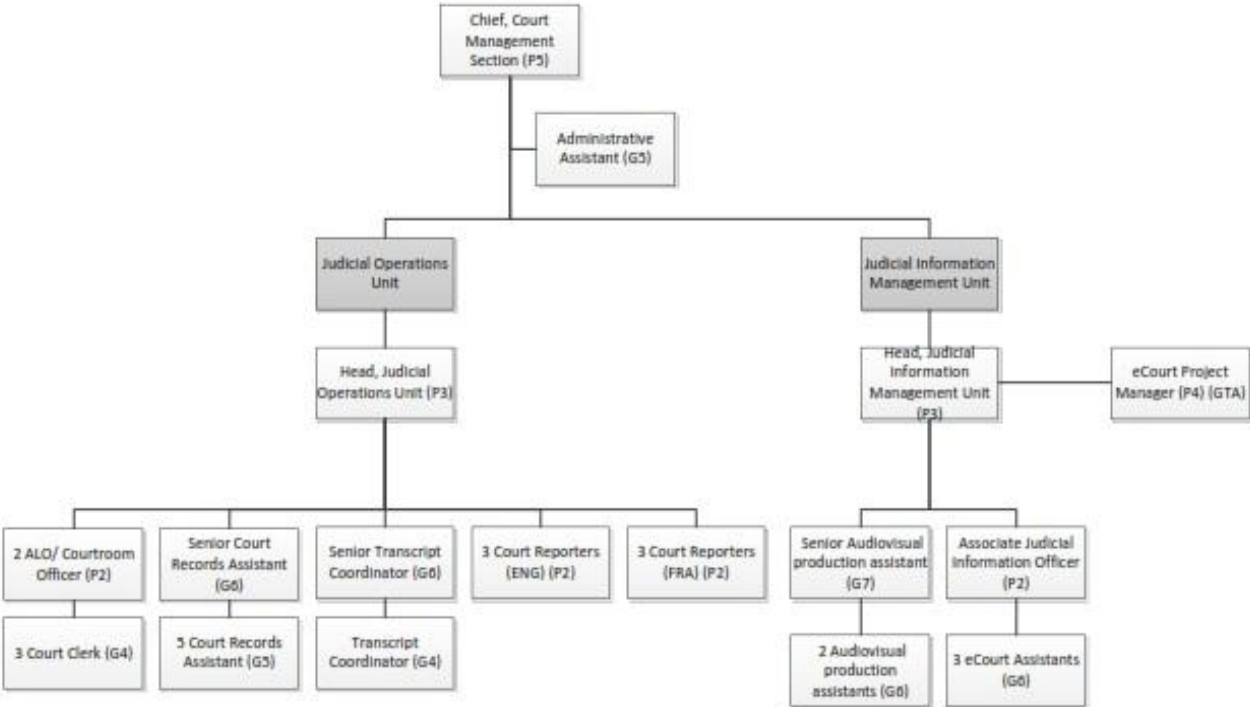 Chief, Court
Management
Section (P5)
Administrative
Assistant (G5)
Judicial Operations
Unit
Judicial Information
Management Unit
Head, Judicial
Operations Unit (P3)
Head, Judicial
Information
Management Unit
(P3)
eCourt Project
Manager (P4) (GTA)
2 ALO/ Courtroom
Officer (P2)
Senior Court
Records Assistant
(G6)
Senior Transcript
Coordinator (G6)
3 Court Reporters
(ENG) (P2)
3 Court Reporters
(FRA) (P2)
Senior Audiovisual
production assistant
(G7)
Associate Judicial
Information Officer
(P2)
3 Court Clerk (G4)
5 Court Records
Assistant (G5)
Transcript
Coordinator (G4)
2 Audiovisual
production
assistants (G6)
3 eCourt Assistants
(G6)